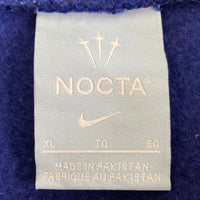 NOCTA
XL TG EG
MADE IN PAKISTAN
FABRIQUÉ AU PAKISTAN